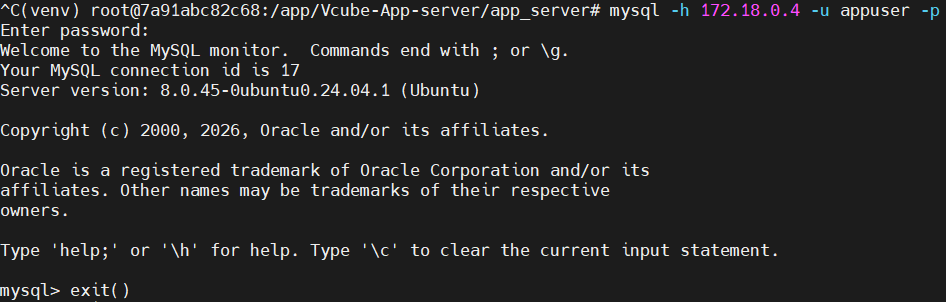 ^C(venv) root@7a91abc82c68:/app/Vcube-App-server/app_server# mysql -h 172.18.0.4 -u appuser -p
Enter password:
Welcome to the MySQL monitor.  Commands end with ; or \g.
Your MySQL connection id is 17
Server version: 8.0.45-0ubuntu0.24.04.1 (Ubuntu)
Copyright (c) 2000, 2026, Oracle and/or its affiliates.
Oracle is a registered trademark of Oracle Corporation and/or its
affiliates. Other names may be trademarks of their respective
owners.
Type 'help;' or '\h' for help. Type '\c' to clear the current input statement.
mysql> exit()